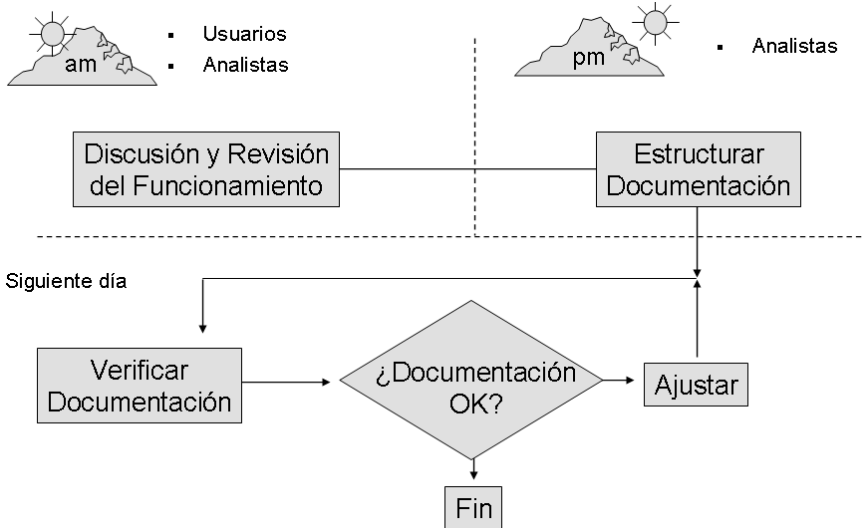 am
▪ Usuarios
▪ Analistas
pm
▪ Analistas
Discusión y Revisión
del Funcionamiento
Estructurar
Documentación
Siguiente día
Verificar
Documentación
¿Documentación
OK?
Ajustar
Fin